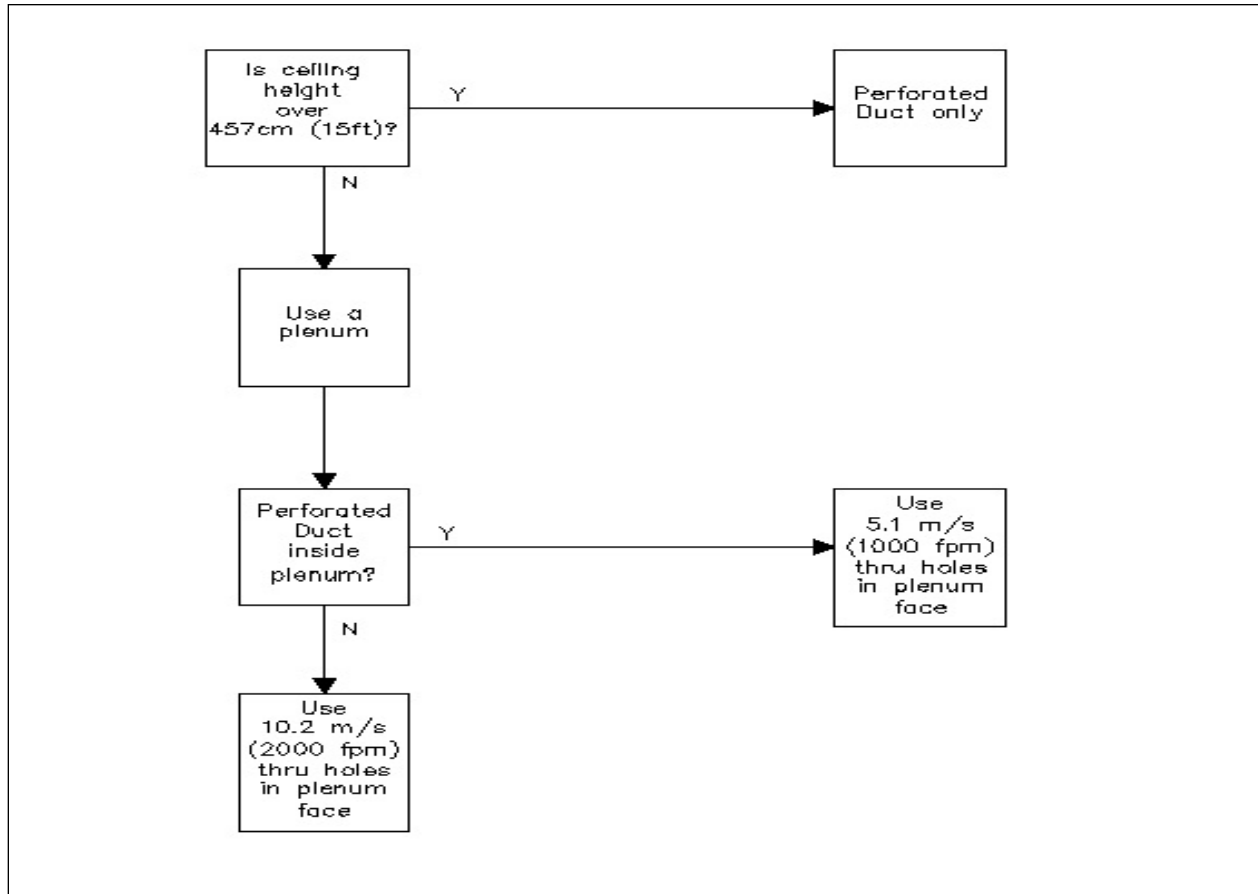 Is ceiling
height
over
457cm (15ft)?
Y
Perforated
Duct only
N
Use a
plenum
Perforated
Duct
inside
plenum?
Y
Use
5.1 m/s
(1000 fpm)
thru holes
in plenum
face
N
Use
10.2 m/s
(2000 fpm)
thru holes
in plenum
face